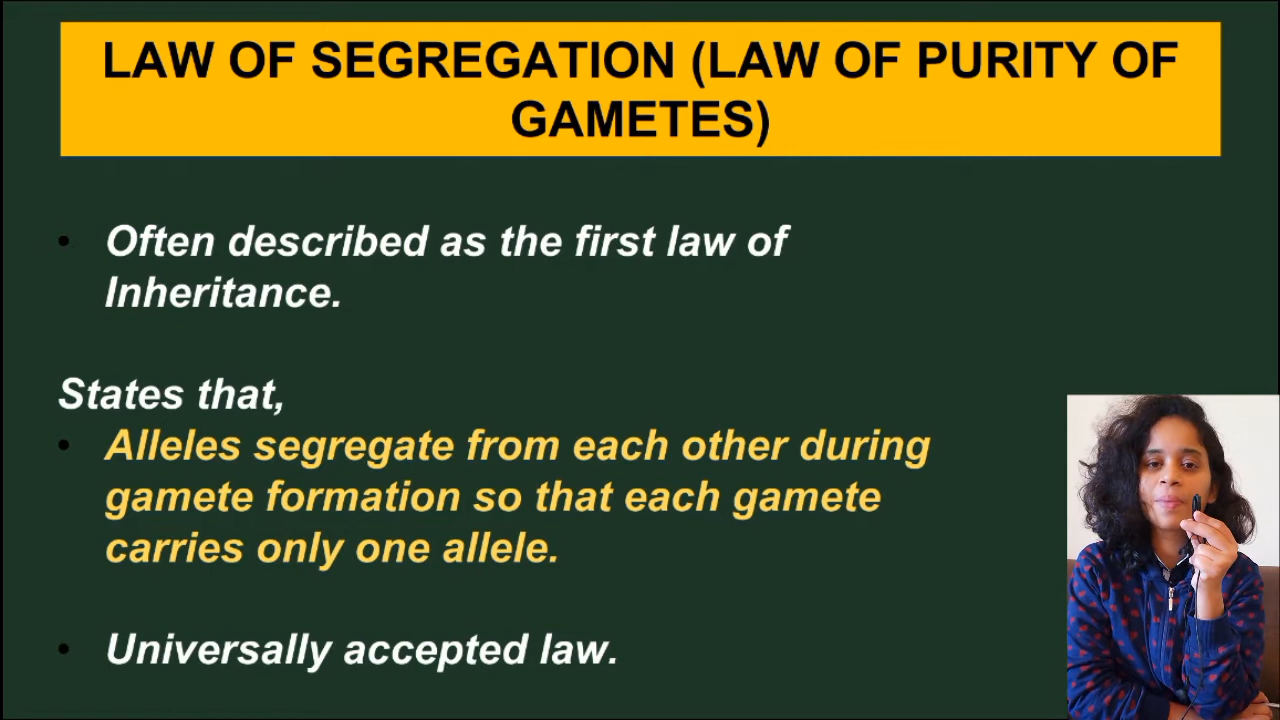 LAW OF SEGREGATION (LAW OF PURITY OF
GAMETES)
• Often described as the first law of
Inheritance.
States that,
• Alleles segregate from each other during
gamete formation so that each gamete
carries only one allele.
• Universally accepted law.